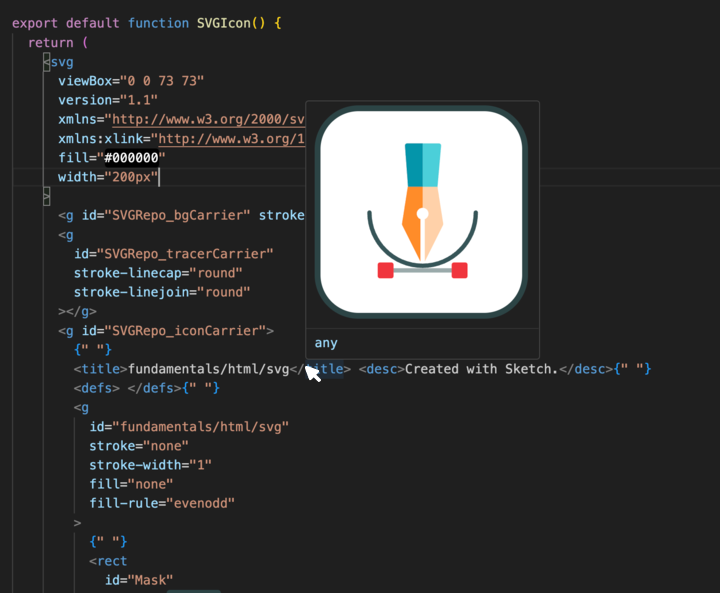 export default function SVGIcon() {
return (
<svg
viewBox="0 0 73 73"
version="1.1"
xmlns="http://www.w3.org/2000/sv
xmlns:xlink="http://www.w3.org/1
fill="#000000"
width="200px"
>
<g id="SVGRepo_bgCarrier" stroke
<g
id="SVGRepo_tracerCarrier"
stroke-linecap="round"
stroke-linejoin="round"
></g>
<g id="SVGRepo_iconCarrier">
any
{" "}
<title>fundamentals/html/svg</title> <desc>Created with Sketch.</desc>{" "}
<defs> </defs>{" "}
<g
id="fundamentals/html/svg"
stroke="none"
stroke-width="1"
fill="none"
fill-rule="evenodd"
>
{" "}
<rect
id="Mask"